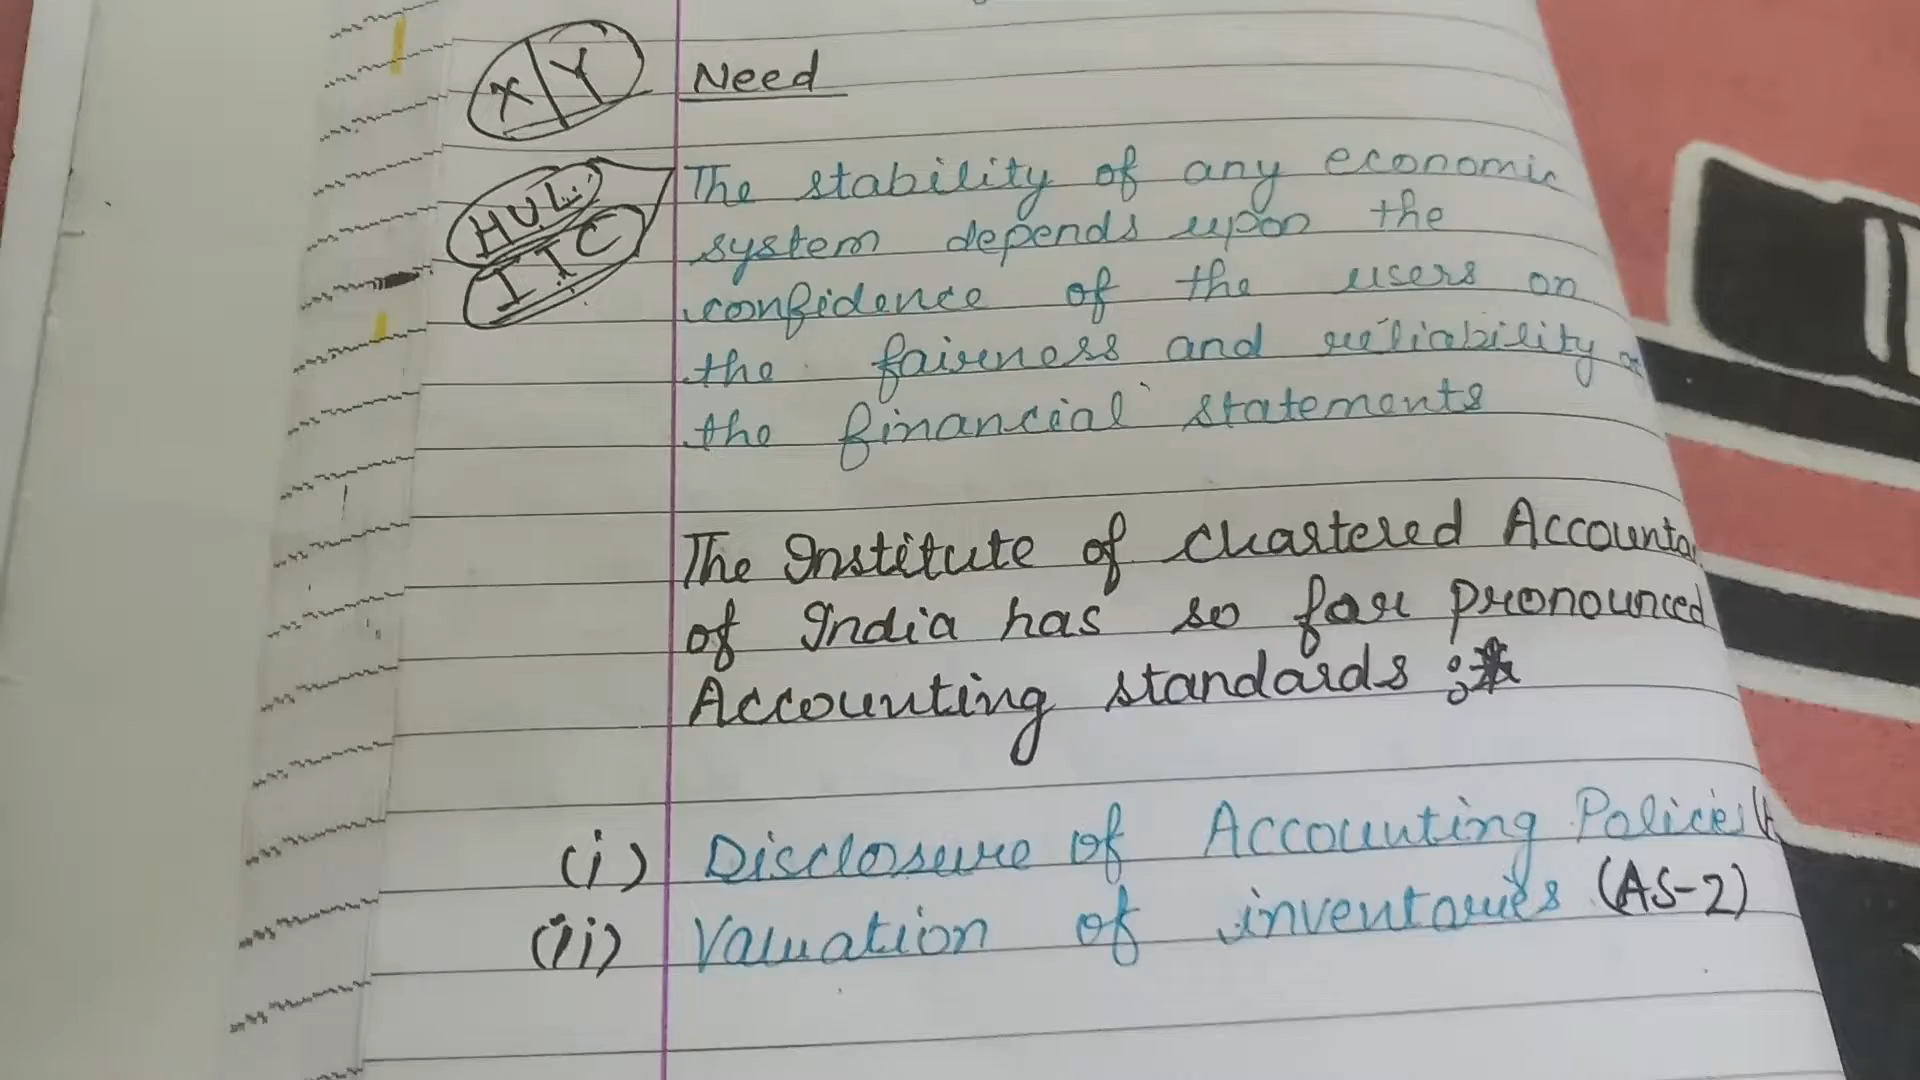 X/Y
Need
HUL
ITC
The stability of any economic
system depends upon the
confidence of the users on
the fairness and reliability
the financial statements
The Institute of chartered Accounta
of India has so far pronounced
Accounting standards :
(i) Disclosure of Accounting Policies
(ii) Valuation of inventories (AS-2)